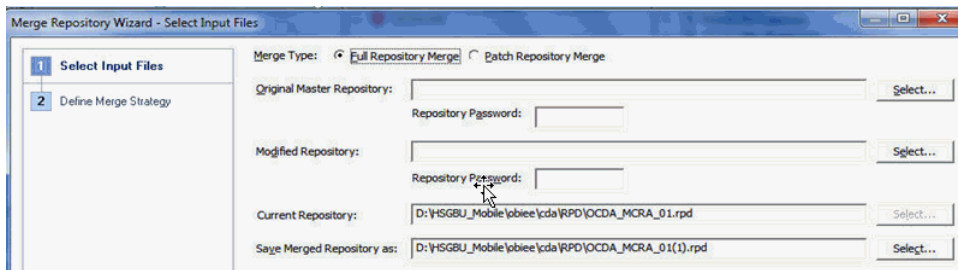 Merge Repository Wizard - Select Input Files
1 Select Input Files
2 Define Merge Strategy
Merge Type: Full Repository Merge Patch Repository Merge
Original Master Repository: Select...
Repository Password:
Modified Repository: Select...
Repository Password:
Current Repository: D:\HSGBU_Mobile\obiee\cda\RPD\OCDA_MCRA_01.rpd Select...
Save Merged Repository as: D:\HSGBU_Mobile\obiee\cda\RPD\OCDA_MCRA_01(1).rpd Select...